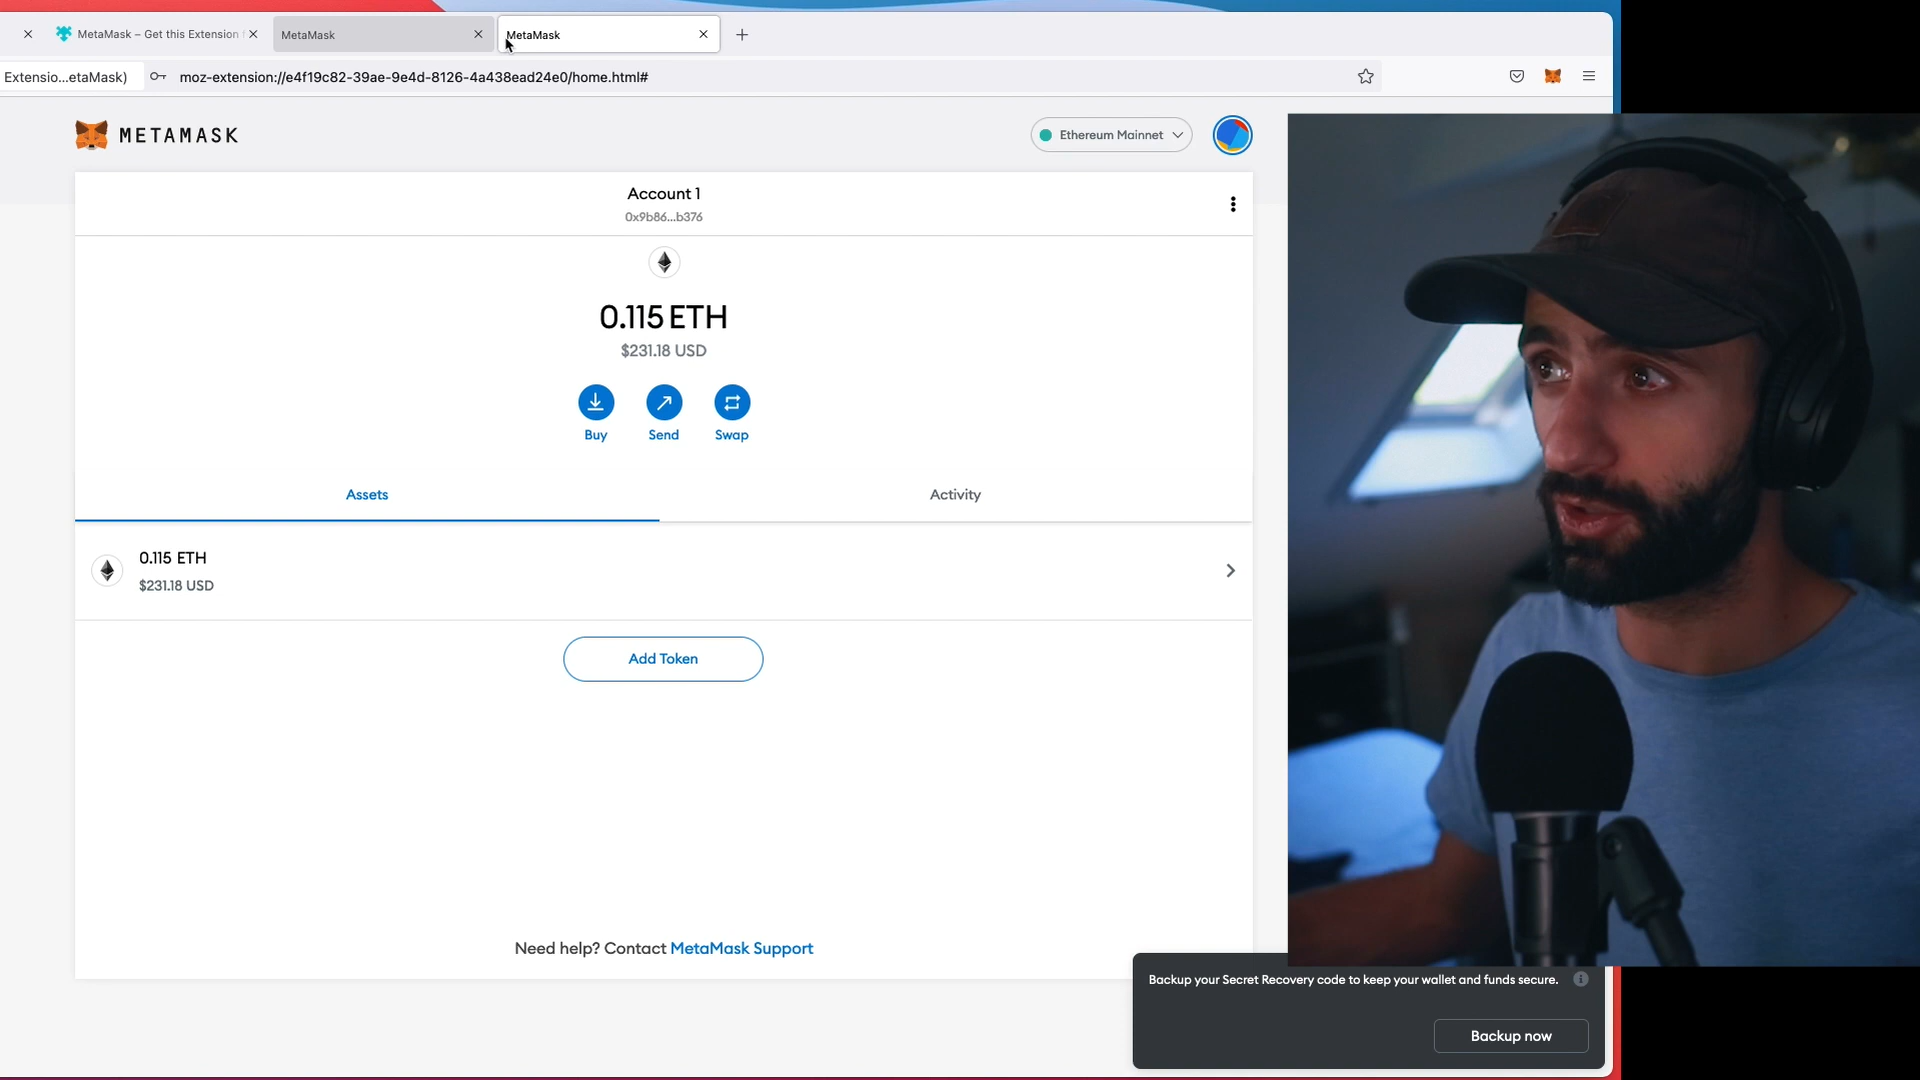 MetaMask – Get this Extension
MetaMask
MetaMask
Extensio...etaMask)
moz-extension://e4f19c82-39ae-9e4d-8126-4a438ead24e0/home.html#
METAMASK
Ethereum Mainnet
Account 1
0x9b86...b376
0.115 ETH
$231.18 USD
Buy
Send
Swap
Assets
Activity
0.115 ETH
$231.18 USD
Add Token
Need help? Contact MetaMask Support
Backup your Secret Recovery code to keep your wallet and funds secure.
Backup now